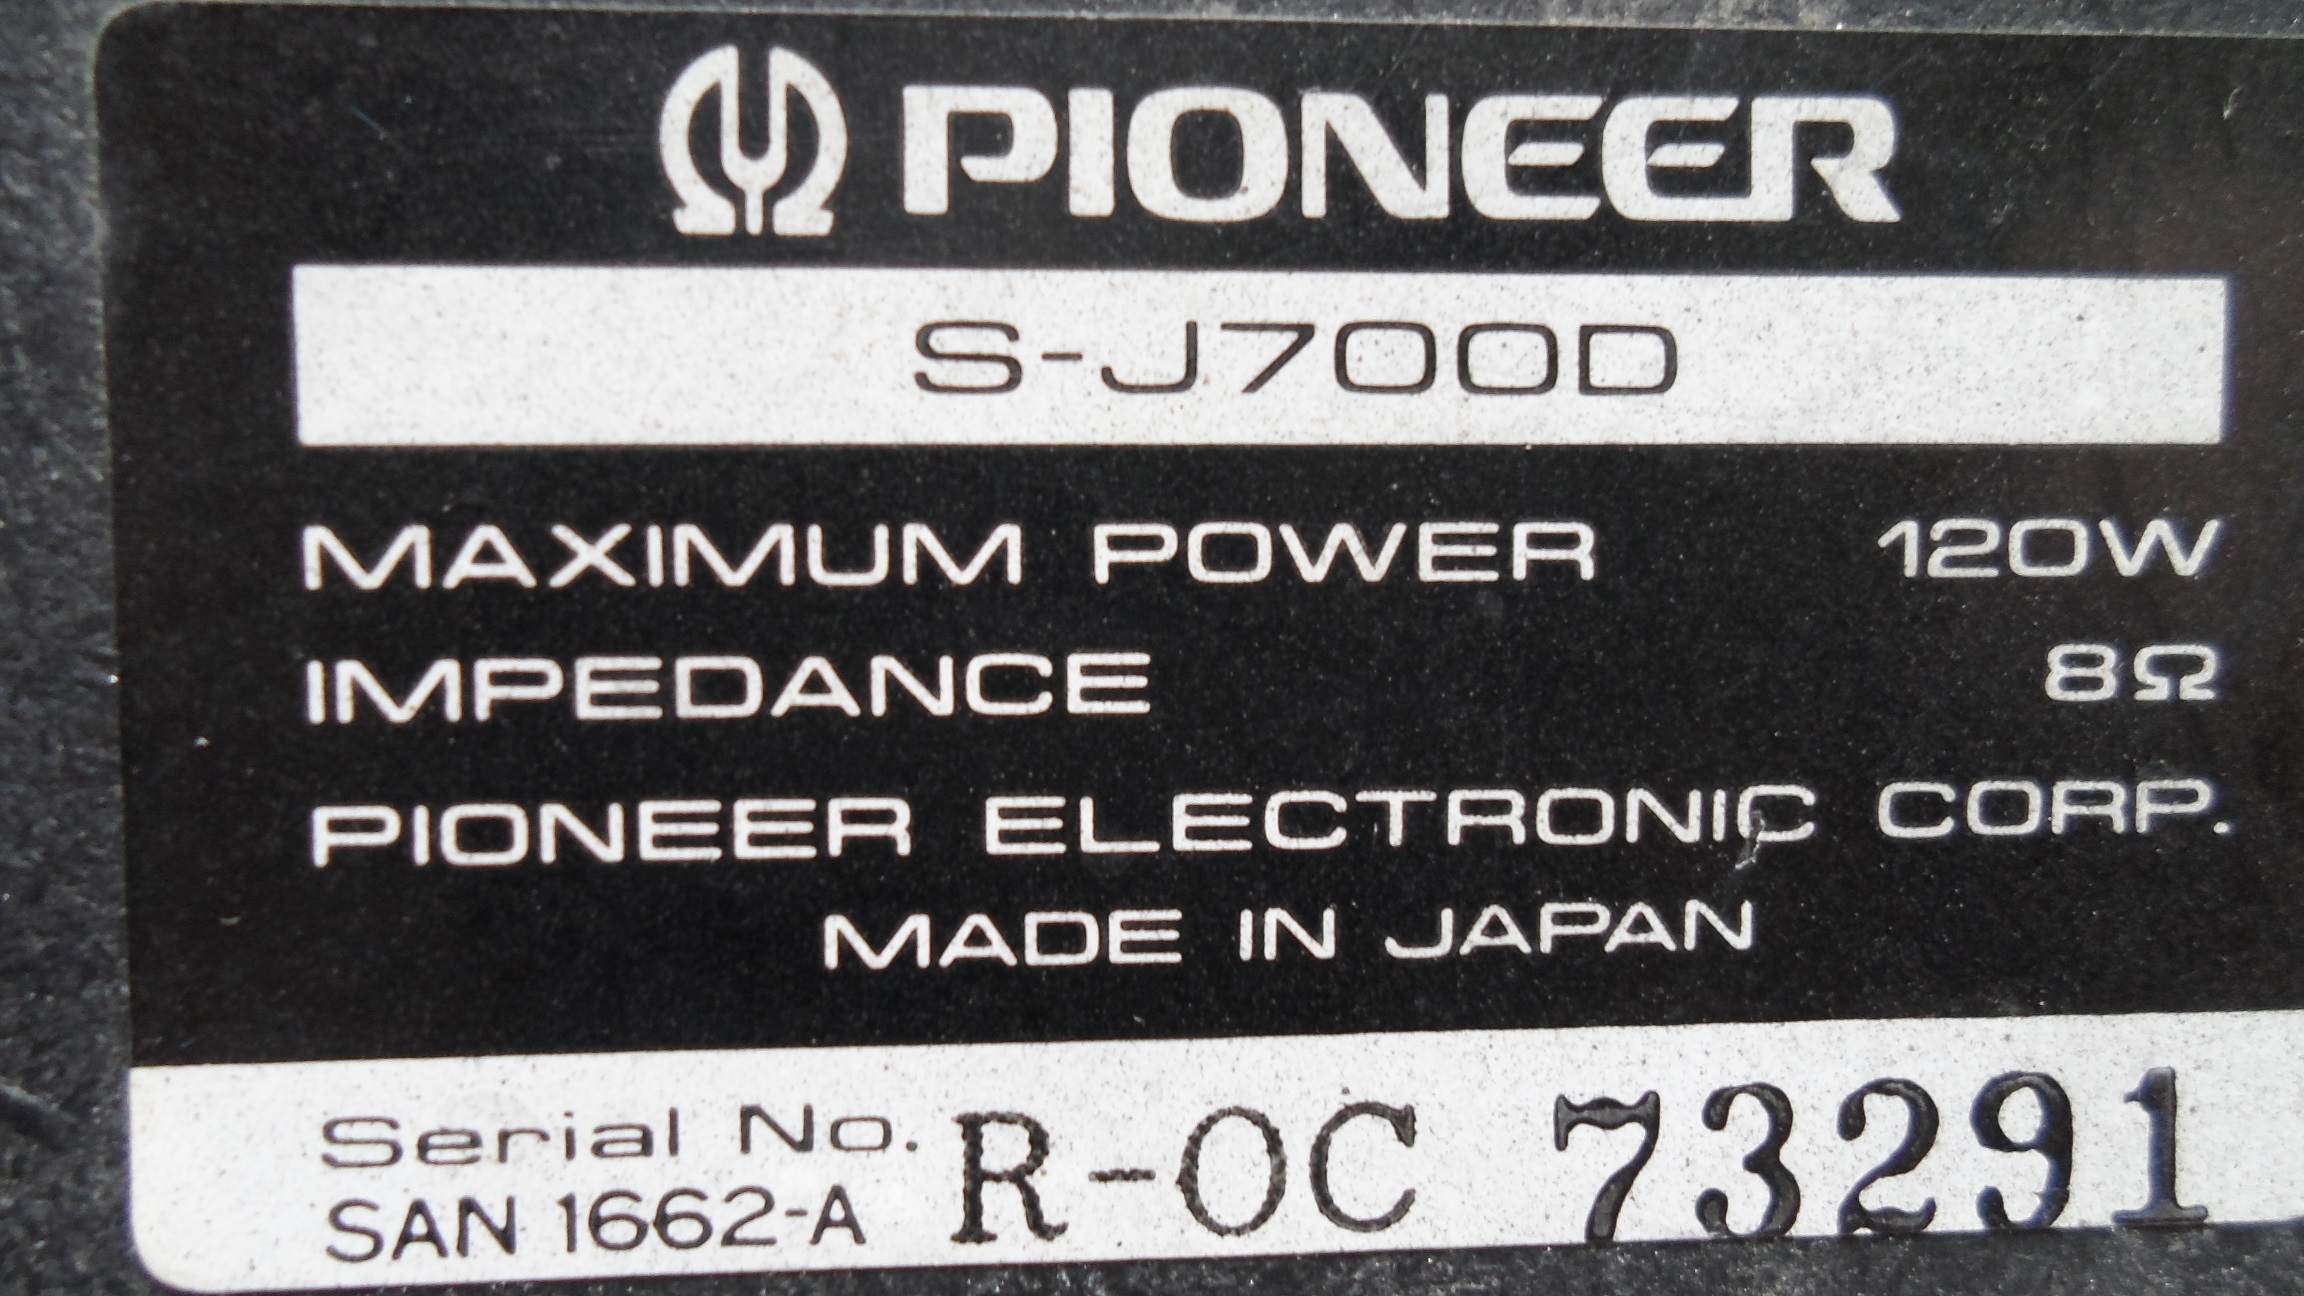 PIONEER
S-J700D
MAXIMUM POWER 120W
IMPEDANCE 8Ω
PIONEER ELECTRONIC CORP.
MADE IN JAPAN
Serial No. R-OC 73291
SAN 1662-A